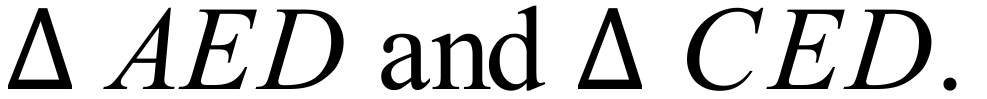 Δ AED and Δ CED.